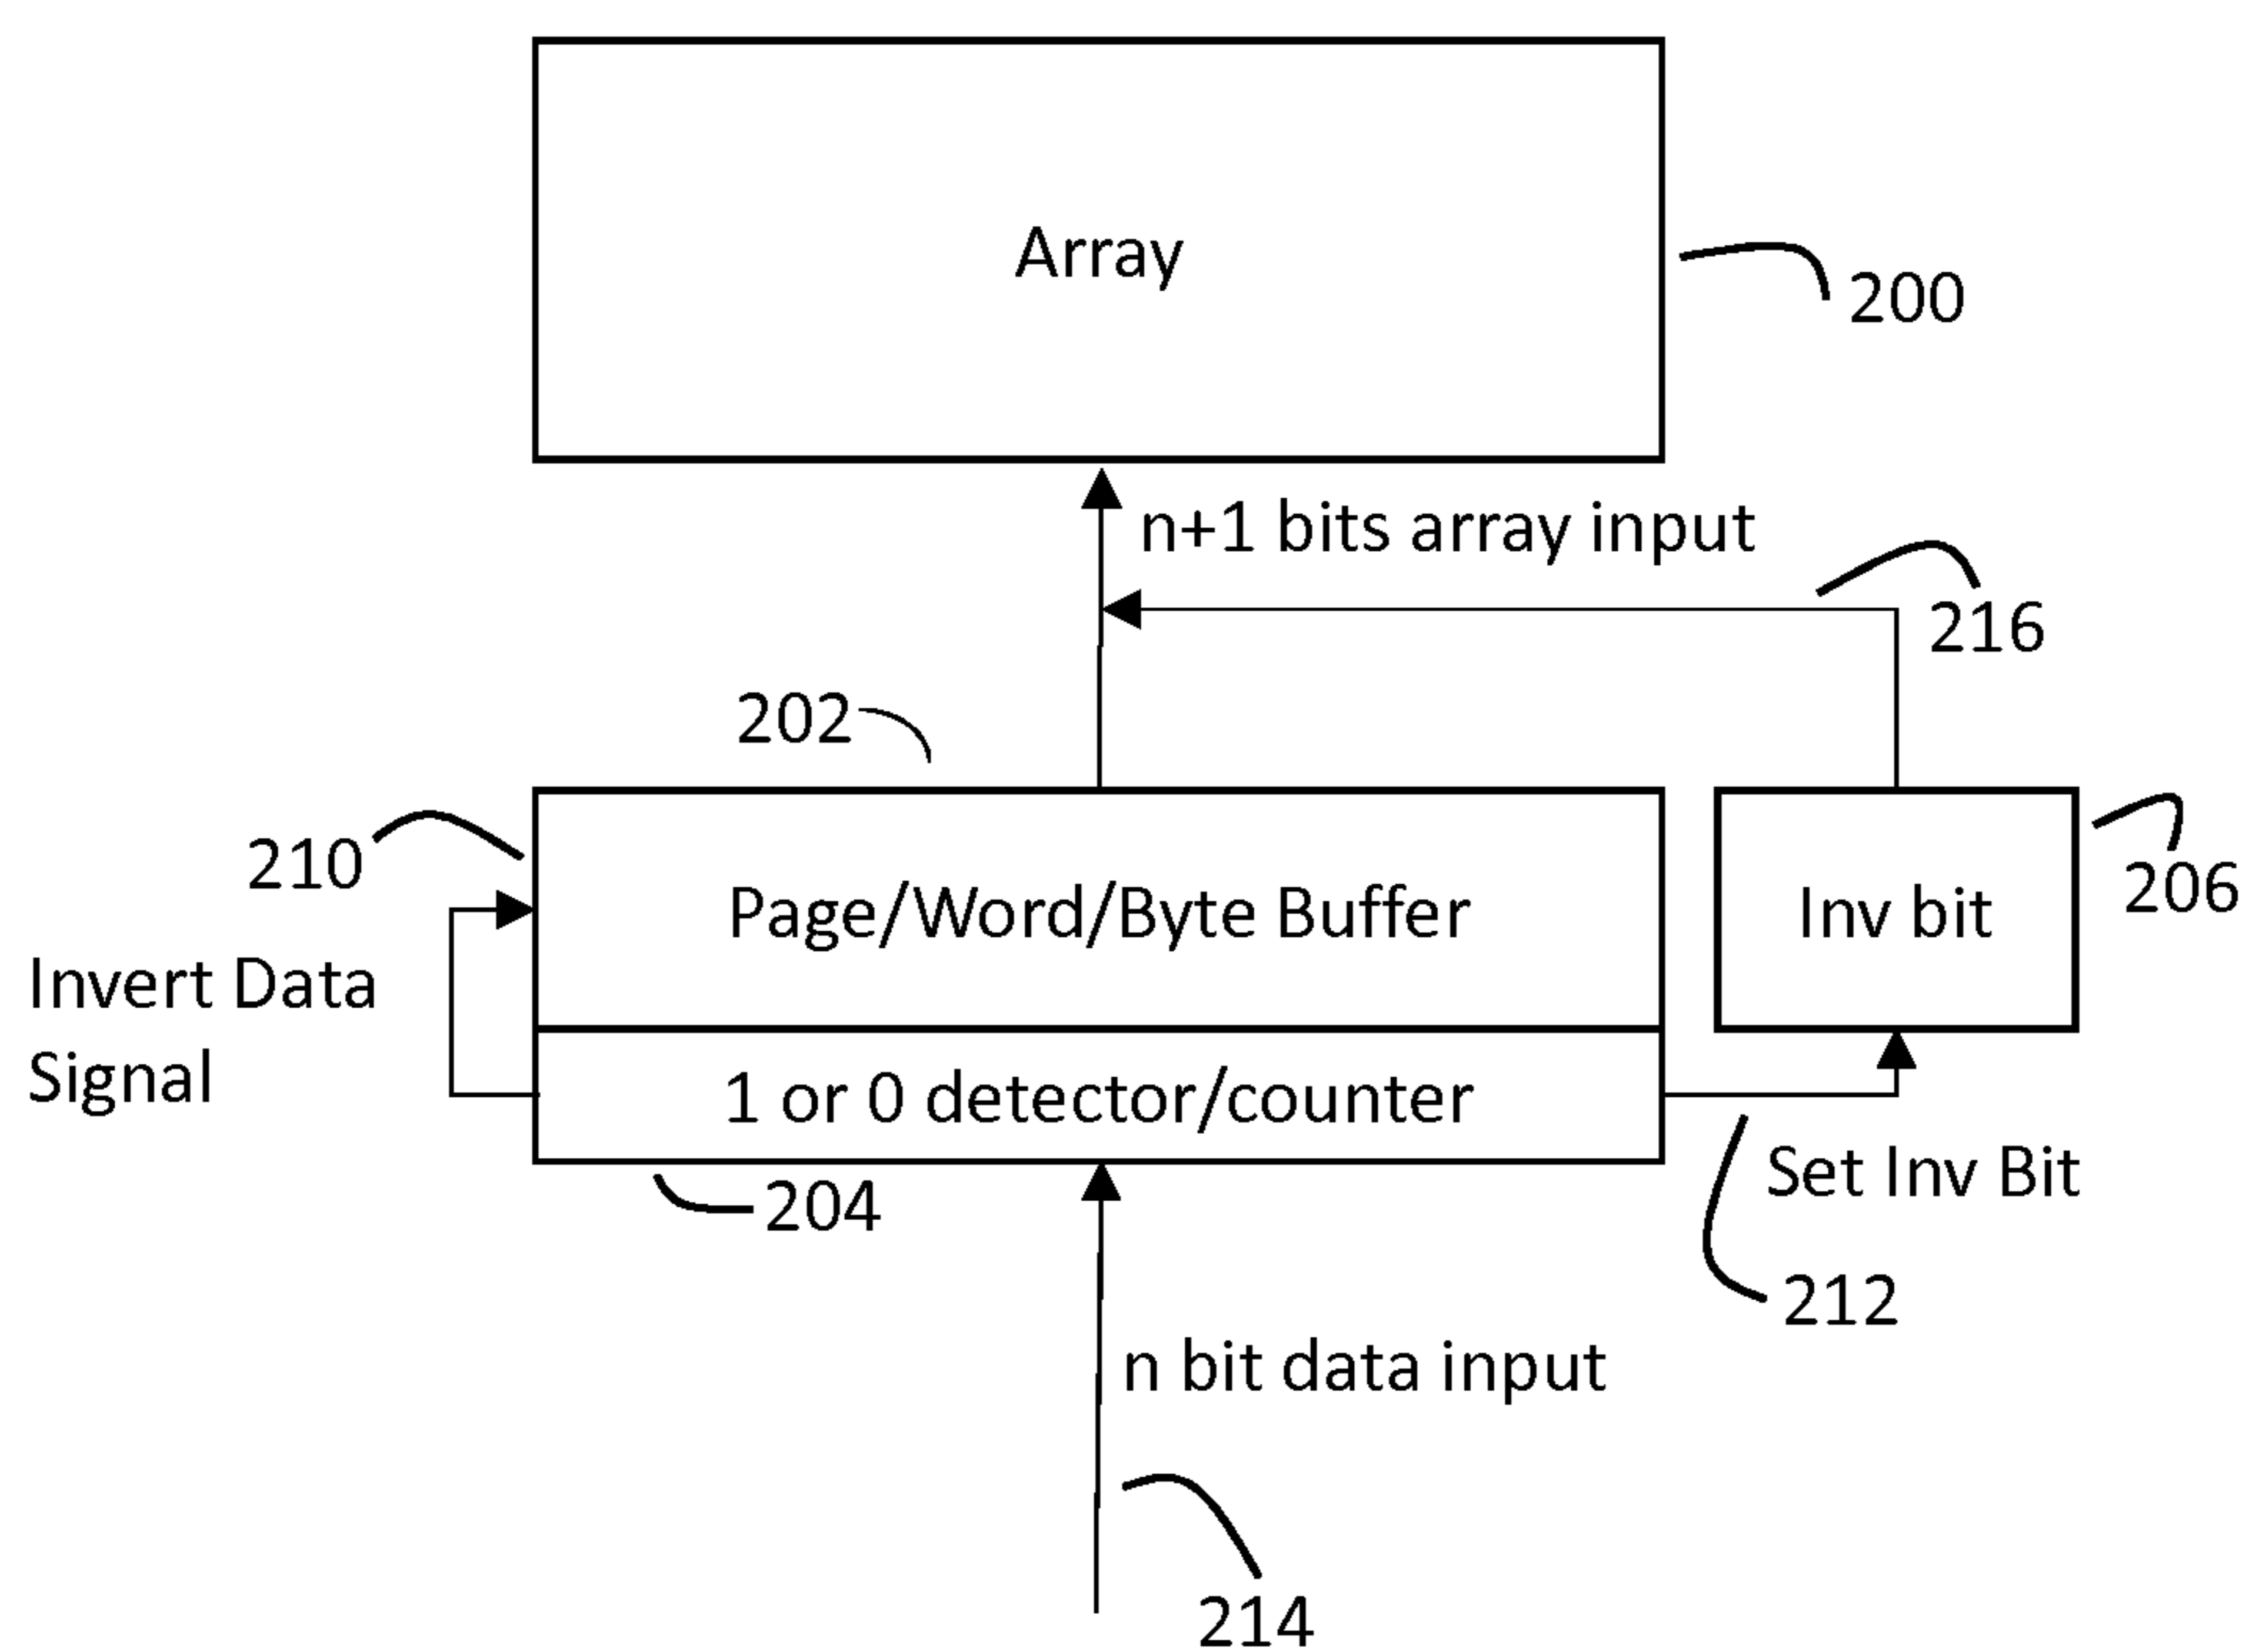 Array
200
n+1 bits array input
216
202
210
206
Page/Word/Byte Buffer
Inv bit
Invert Data
Signal
1 or 0 detector/counter
Set Inv Bit
204
212
n bit data input
214